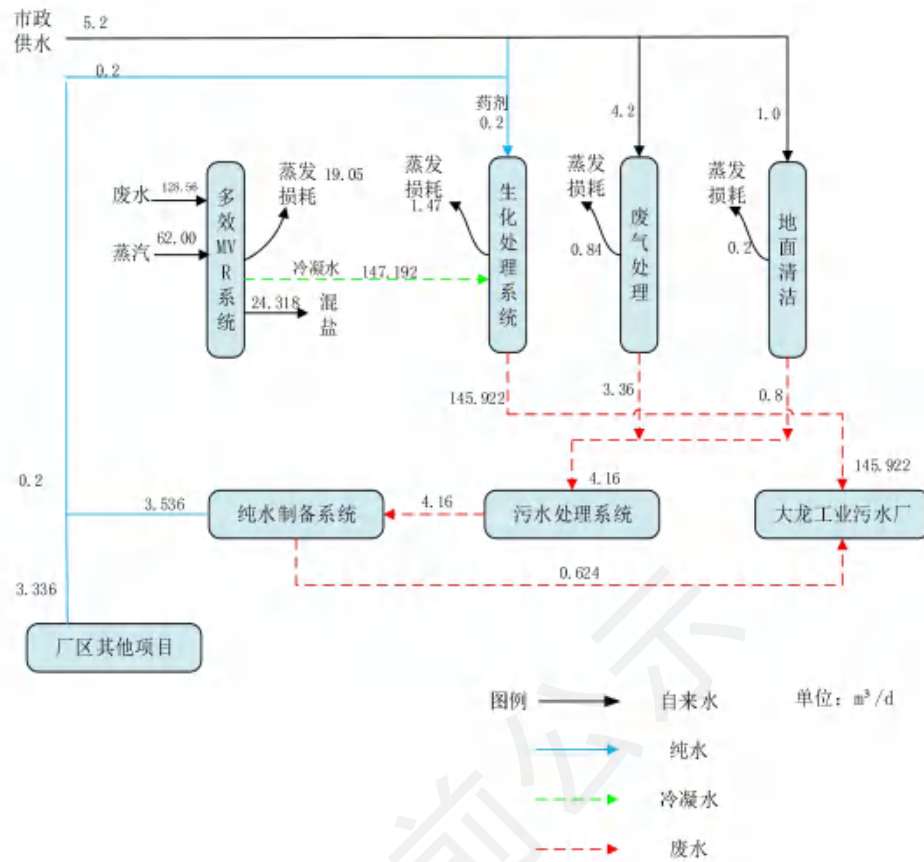 市政
供水
5.2
0.2
药剂
0.2
4.2
1.0
废水
128.56
蒸汽
62.00
多效MVR系统
蒸发
损耗
19.05
冷凝水
147.192
24.318
混
盐
蒸发
损耗
1.47
生化处理系统
蒸发
损耗
0.84
废气处理
蒸发
损耗
0.2
地面清洁
145.922
3.36
0.8
145.922
4.16
0.2
3.536
纯水制备系统
4.16
污水处理系统
大龙工业污水厂
0.624
3.336
厂区其他项目
图例
自来水
单位：m³/d
纯水
冷凝水
废水
前公示